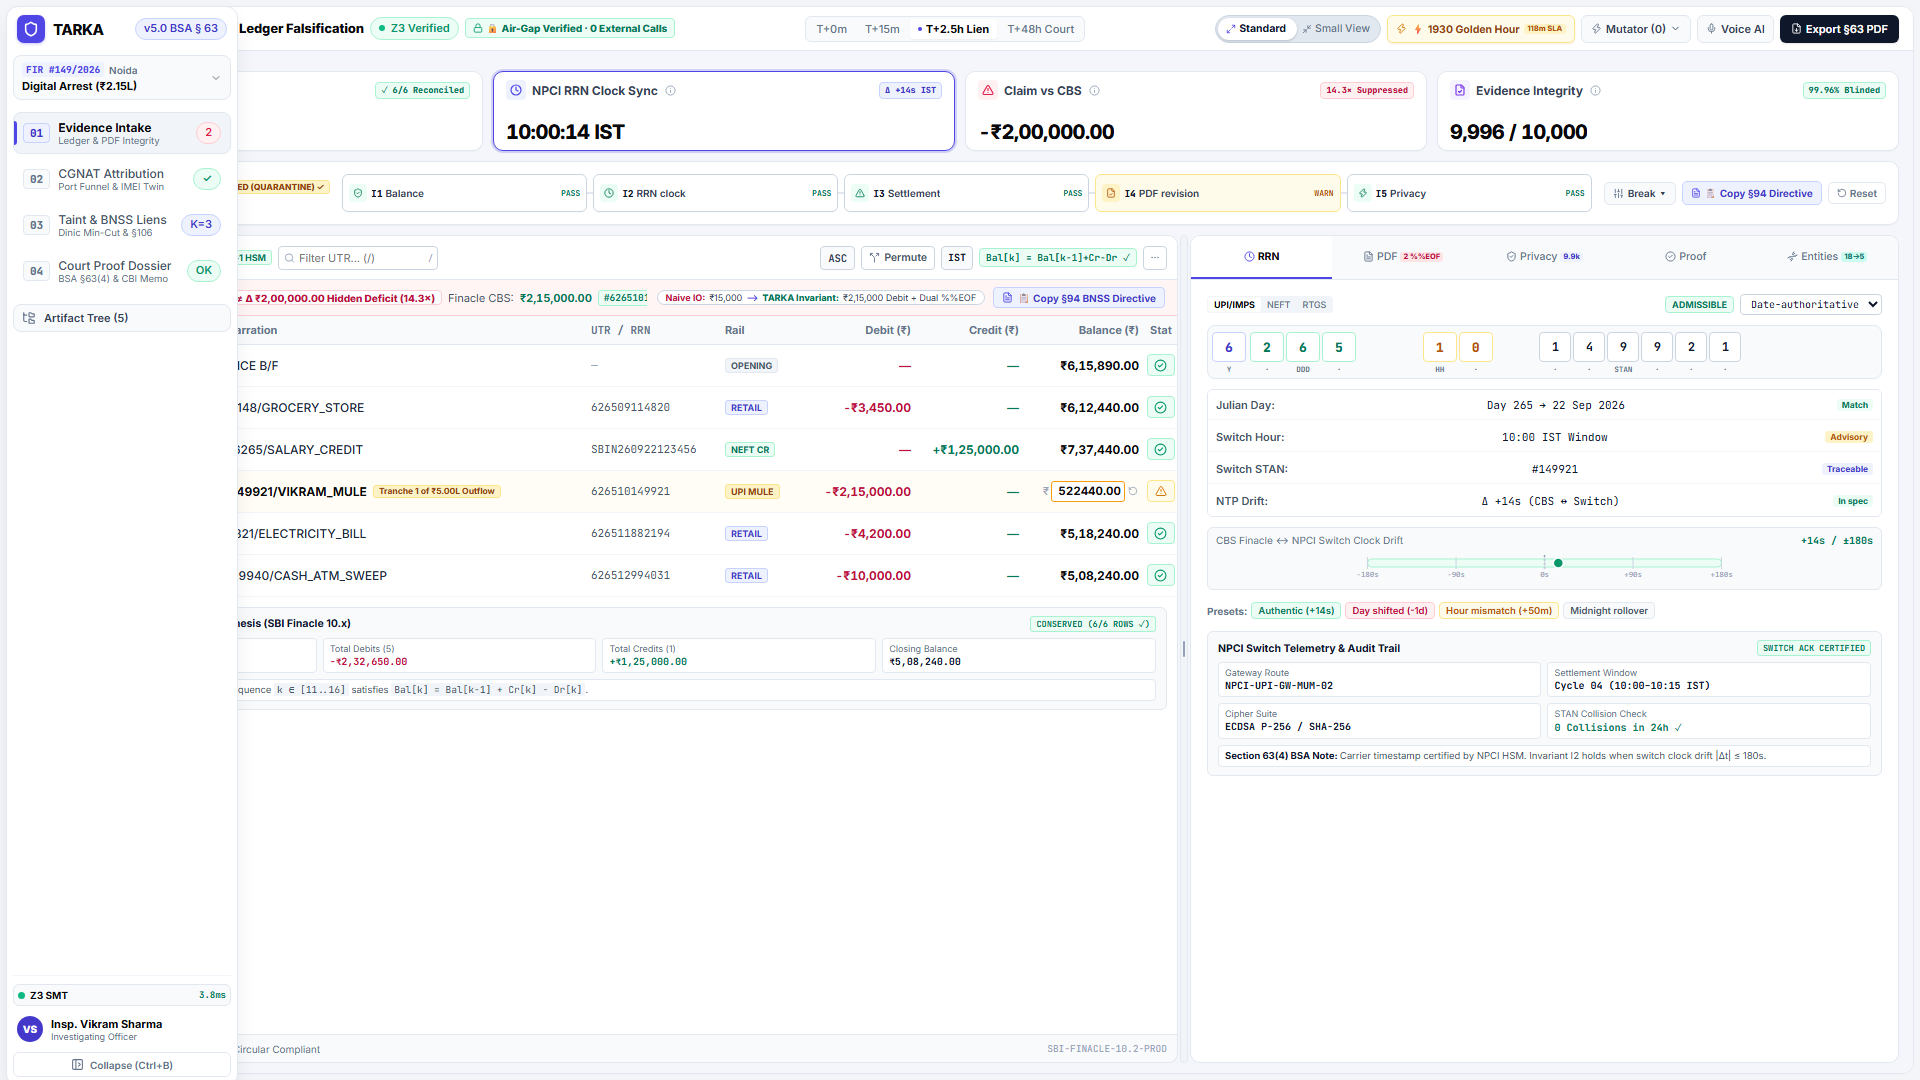 TARKA
v5.0 BSA § 63
FIR #149/2026 Noida
Digital Arrest (₹2.15L)
01 Evidence Intake 2
Ledger & PDF Integrity
02 CGNAT Attribution ✓
Port Funnel & IMEI Twin
03 Taint & BNSS Liens K=3
Dinic Min-Cut & §106
04 Court Proof Dossier OK
BSA §63(4) & CBI Memo
Artifact Tree (5)
Z3 SMT 3.8ms
VS
Insp. Vikram Sharma
Investigating Officer
Collapse (Ctrl+B)
Ledger Falsification
Z3 Verified
Air-Gap Verified · 0 External Calls
T+0m T+15m • T+2.5h Lien T+48h Court
Standard Small View
1930 Golden Hour 118m SLA
Mutator (0)
Voice AI
Export §63 PDF
✓ 6/6 Reconciled
NPCI RRN Clock Sync Δ +14s IST
10:00:14 IST
Claim vs CBS 14.3× Suppressed
-₹2,00,000.00
Evidence Integrity 99.96% Blinded
9,996 / 10,000
ED (QUARANTINE) ✓
I1 Balance PASS
I2 RRN clock PASS
I3 Settlement PASS
I4 PDF revision WARN
I5 Privacy PASS
Break ▾
Copy §94 Directive
Reset
1 HSM
Filter UTR... (/) /
ASC
Permute
IST
Bal[k] = Bal[k-1]+Cr-Dr ✓
...
≠ Δ ₹2,00,000.00 Hidden Deficit (14.3×)
Finacle CBS: ₹2,15,000.00 #6265101
Naive IO: ₹15,000 → TARKA Invariant: ₹2,15,000 Debit + Dual %%EOF
Copy §94 BNSS Directive
arration UTR / RRN Rail Debit (₹) Credit (₹) Balance (₹) Stat
ICE B/F — OPENING — — ₹6,15,890.00
148/GROCERY_STORE 626509114820 RETAIL -₹3,450.00 — ₹6,12,440.00
6265/SALARY_CREDIT SBIN260922123456 NEFT CR — +₹1,25,000.00 ₹7,37,440.00
49921/VIKRAM_MULE Tranche 1 of ₹5.00L Outflow 626510149921 UPI MULE -₹2,15,000.00 — ₹ 522440.00
321/ELECTRICITY_BILL 626511882194 RETAIL -₹4,200.00 — ₹5,18,240.00
9940/CASH_ATM_SWEEP 626512994031 RETAIL -₹10,000.00 — ₹5,08,240.00
nesis (SBI Finacle 10.x) CONSERVED (6/6 ROWS ✓)
Total Debits (5)
-₹2,32,650.00
Total Credits (1)
+₹1,25,000.00
Closing Balance
₹5,08,240.00
quence k ∈ [11..16] satisfies Bal[k] = Bal[k-1] + Cr[k] - Dr[k].
Circular Compliant SBI-FINACLE-10.2-PROD
RRN
PDF 2 %%EOF
Privacy 9.9k
Proof
Entities 18→5
UPI/IMPS NEFT RTGS
ADMISSIBLE
Date-authoritative
6 2 6 5 1 0 1 4 9 9 2 1
Y · DDD · HH · · · STAN · · ·
Julian Day: Day 265 → 22 Sep 2026 Match
Switch Hour: 10:00 IST Window Advisory
Switch STAN: #149921 Traceable
NTP Drift: Δ +14s (CBS ↔ Switch) In spec
CBS Finacle ↔ NPCI Switch Clock Drift +14s / ±180s
-180s -90s 0s +90s +180s
Presets: Authentic (+14s) Day shifted (-1d) Hour mismatch (+50m) Midnight rollover
NPCI Switch Telemetry & Audit Trail SWITCH ACK CERTIFIED
Gateway Route
NPCI-UPI-GW-MUM-02
Settlement Window
Cycle 04 (10:00-10:15 IST)
Cipher Suite
ECDSA P-256 / SHA-256
STAN Collision Check
0 Collisions in 24h ✓
Section 63(4) BSA Note: Carrier timestamp certified by NPCI HSM. Invariant I2 holds when switch clock drift |Δt| ≤ 180s.